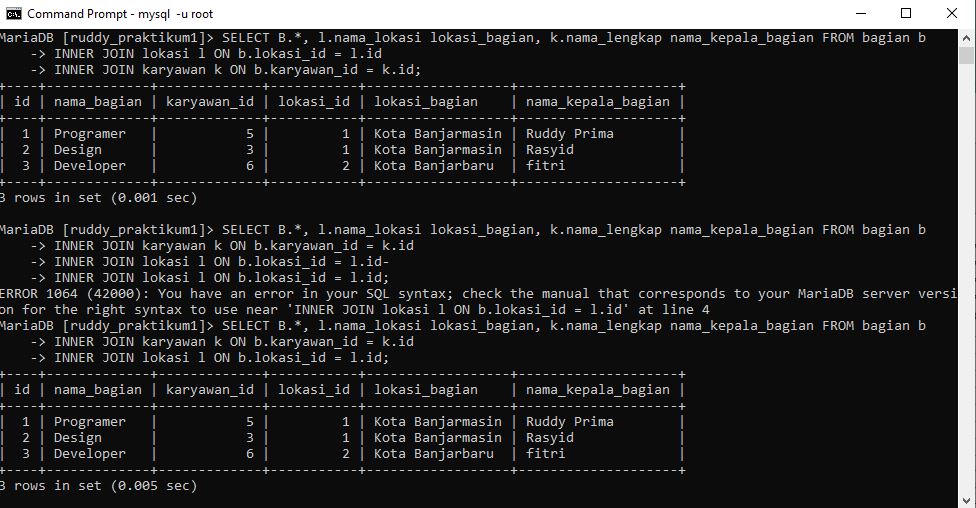 Command Prompt - mysql -u root
MariaDB [ruddy_praktikum1]> SELECT B.*, l.nama_lokasi lokasi_bagian, k.nama_lengkap nama_kepala_bagian FROM bagian b
    -> INNER JOIN lokasi l ON b.lokasi_id = l.id
    -> INNER JOIN karyawan k ON b.karyawan_id = k.id;
+----+-------------+-------------+-----------+------------------+--------------------+
| id | nama_bagian | karyawan_id | lokasi_id | lokasi_bagian    | nama_kepala_bagian |
+----+-------------+-------------+-----------+------------------+--------------------+
|  1 | Programer   |           5 |         1 | Kota Banjarmasin | Ruddy Prima        |
|  2 | Design      |           3 |         1 | Kota Banjarmasin | Rasyid             |
|  3 | Developer   |           6 |         2 | Kota Banjarbaru  | fitri              |
+----+-------------+-------------+-----------+------------------+--------------------+
3 rows in set (0.001 sec)

MariaDB [ruddy_praktikum1]> SELECT B.*, l.nama_lokasi lokasi_bagian, k.nama_lengkap nama_kepala_bagian FROM bagian b
    -> INNER JOIN karyawan k ON b.karyawan_id = k.id
    -> INNER JOIN lokasi l ON b.lokasi_id = l.id-
    -> INNER JOIN lokasi l ON b.lokasi_id = l.id;
ERROR 1064 (42000): You have an error in your SQL syntax; check the manual that corresponds to your MariaDB server versi
on for the right syntax to use near 'INNER JOIN lokasi l ON b.lokasi_id = l.id' at line 4
MariaDB [ruddy_praktikum1]> SELECT B.*, l.nama_lokasi lokasi_bagian, k.nama_lengkap nama_kepala_bagian FROM bagian b
    -> INNER JOIN karyawan k ON b.karyawan_id = k.id
    -> INNER JOIN lokasi l ON b.lokasi_id = l.id;
+----+-------------+-------------+-----------+------------------+--------------------+
| id | nama_bagian | karyawan_id | lokasi_id | lokasi_bagian    | nama_kepala_bagian |
+----+-------------+-------------+-----------+------------------+--------------------+
|  1 | Programer   |           5 |         1 | Kota Banjarmasin | Ruddy Prima        |
|  2 | Design      |           3 |         1 | Kota Banjarmasin | Rasyid             |
|  3 | Developer   |           6 |         2 | Kota Banjarbaru  | fitri              |
+----+-------------+-------------+-----------+------------------+--------------------+
3 rows in set (0.005 sec)